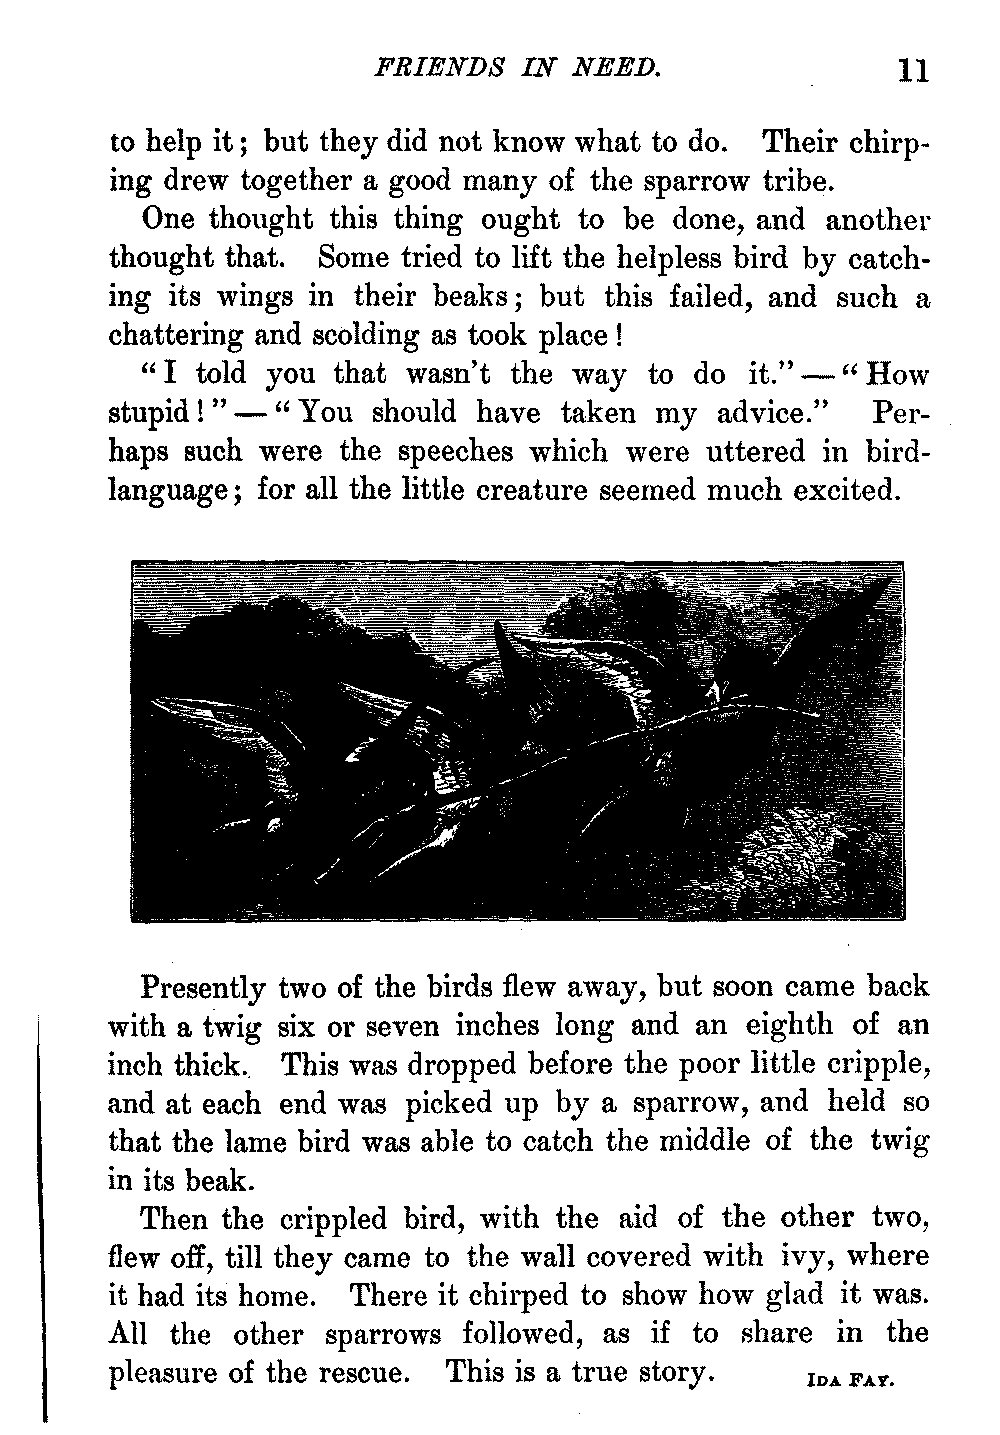 FRIENDS IN NEED. 11
to help it; but they did not know what to do. Their chirp-
ing drew together a good many of the sparrow tribe.
One thought this thing ought to be done, and another
thought that. Some tried to lift the helpless bird by catch-
ing its wings in their beaks; but this failed, and such a
chattering and scolding as took place!
"I told you that wasn't the way to do it."—"How
stupid!"—"You should have taken my advice." Per-
haps such were the speeches which were uttered in bird-
language; for all the little creature seemed much excited.
Presently two of the birds flew away, but soon came back
with a twig six or seven inches long and an eighth of an
inch thick. This was dropped before the poor little cripple,
and at each end was picked up by a sparrow, and held so
that the lame bird was able to catch the middle of the twig
in its beak.
Then the crippled bird, with the aid of the other two,
flew off, till they came to the wall covered with ivy, where
it had its home. There it chirped to show how glad it was.
All the other sparrows followed, as if to share in the
pleasure of the rescue. This is a true story. IDA FAY.